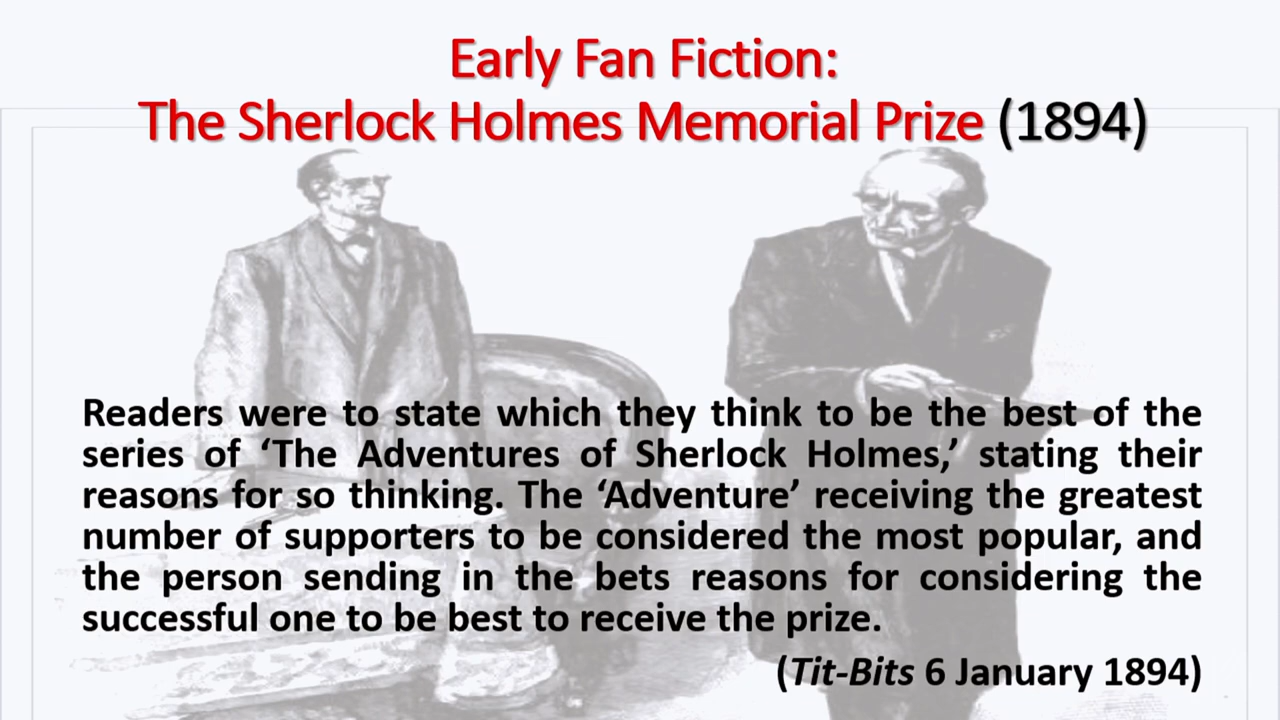 Early Fan Fiction:
The Sherlock Holmes Memorial Prize (1894)
Readers were to state which they think to be the best of the
series of ‘The Adventures of Sherlock Holmes,’ stating their
reasons for so thinking. The ‘Adventure’ receiving the greatest
number of supporters to be considered the most popular, and
the person sending in the bets reasons for considering the
successful one to be best to receive the prize.
(Tit-Bits 6 January 1894)